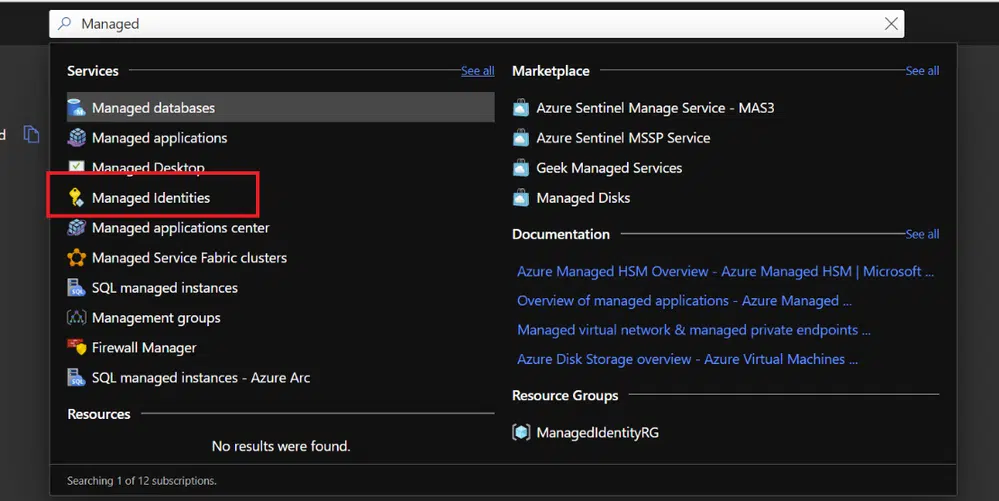 Managed
d
Services
See all
Managed databases
Managed applications
Managed Desktop
Managed Identities
Managed applications center
Managed Service Fabric clusters
SQL managed instances
Management groups
Firewall Manager
SQL managed instances - Azure Arc
Resources
No results were found.
Marketplace
See all
Azure Sentinel Manage Service - MAS3
Azure Sentinel MSSP Service
Geek Managed Services
Managed Disks
Documentation
See all
Azure Managed HSM Overview - Azure Managed HSM | Microsoft ...
Overview of managed applications - Azure Managed ...
Managed virtual network & managed private endpoints ...
Azure Disk Storage overview - Azure Virtual Machines ...
Resource Groups
ManagedIdentityRG
Searching 1 of 12 subscriptions.